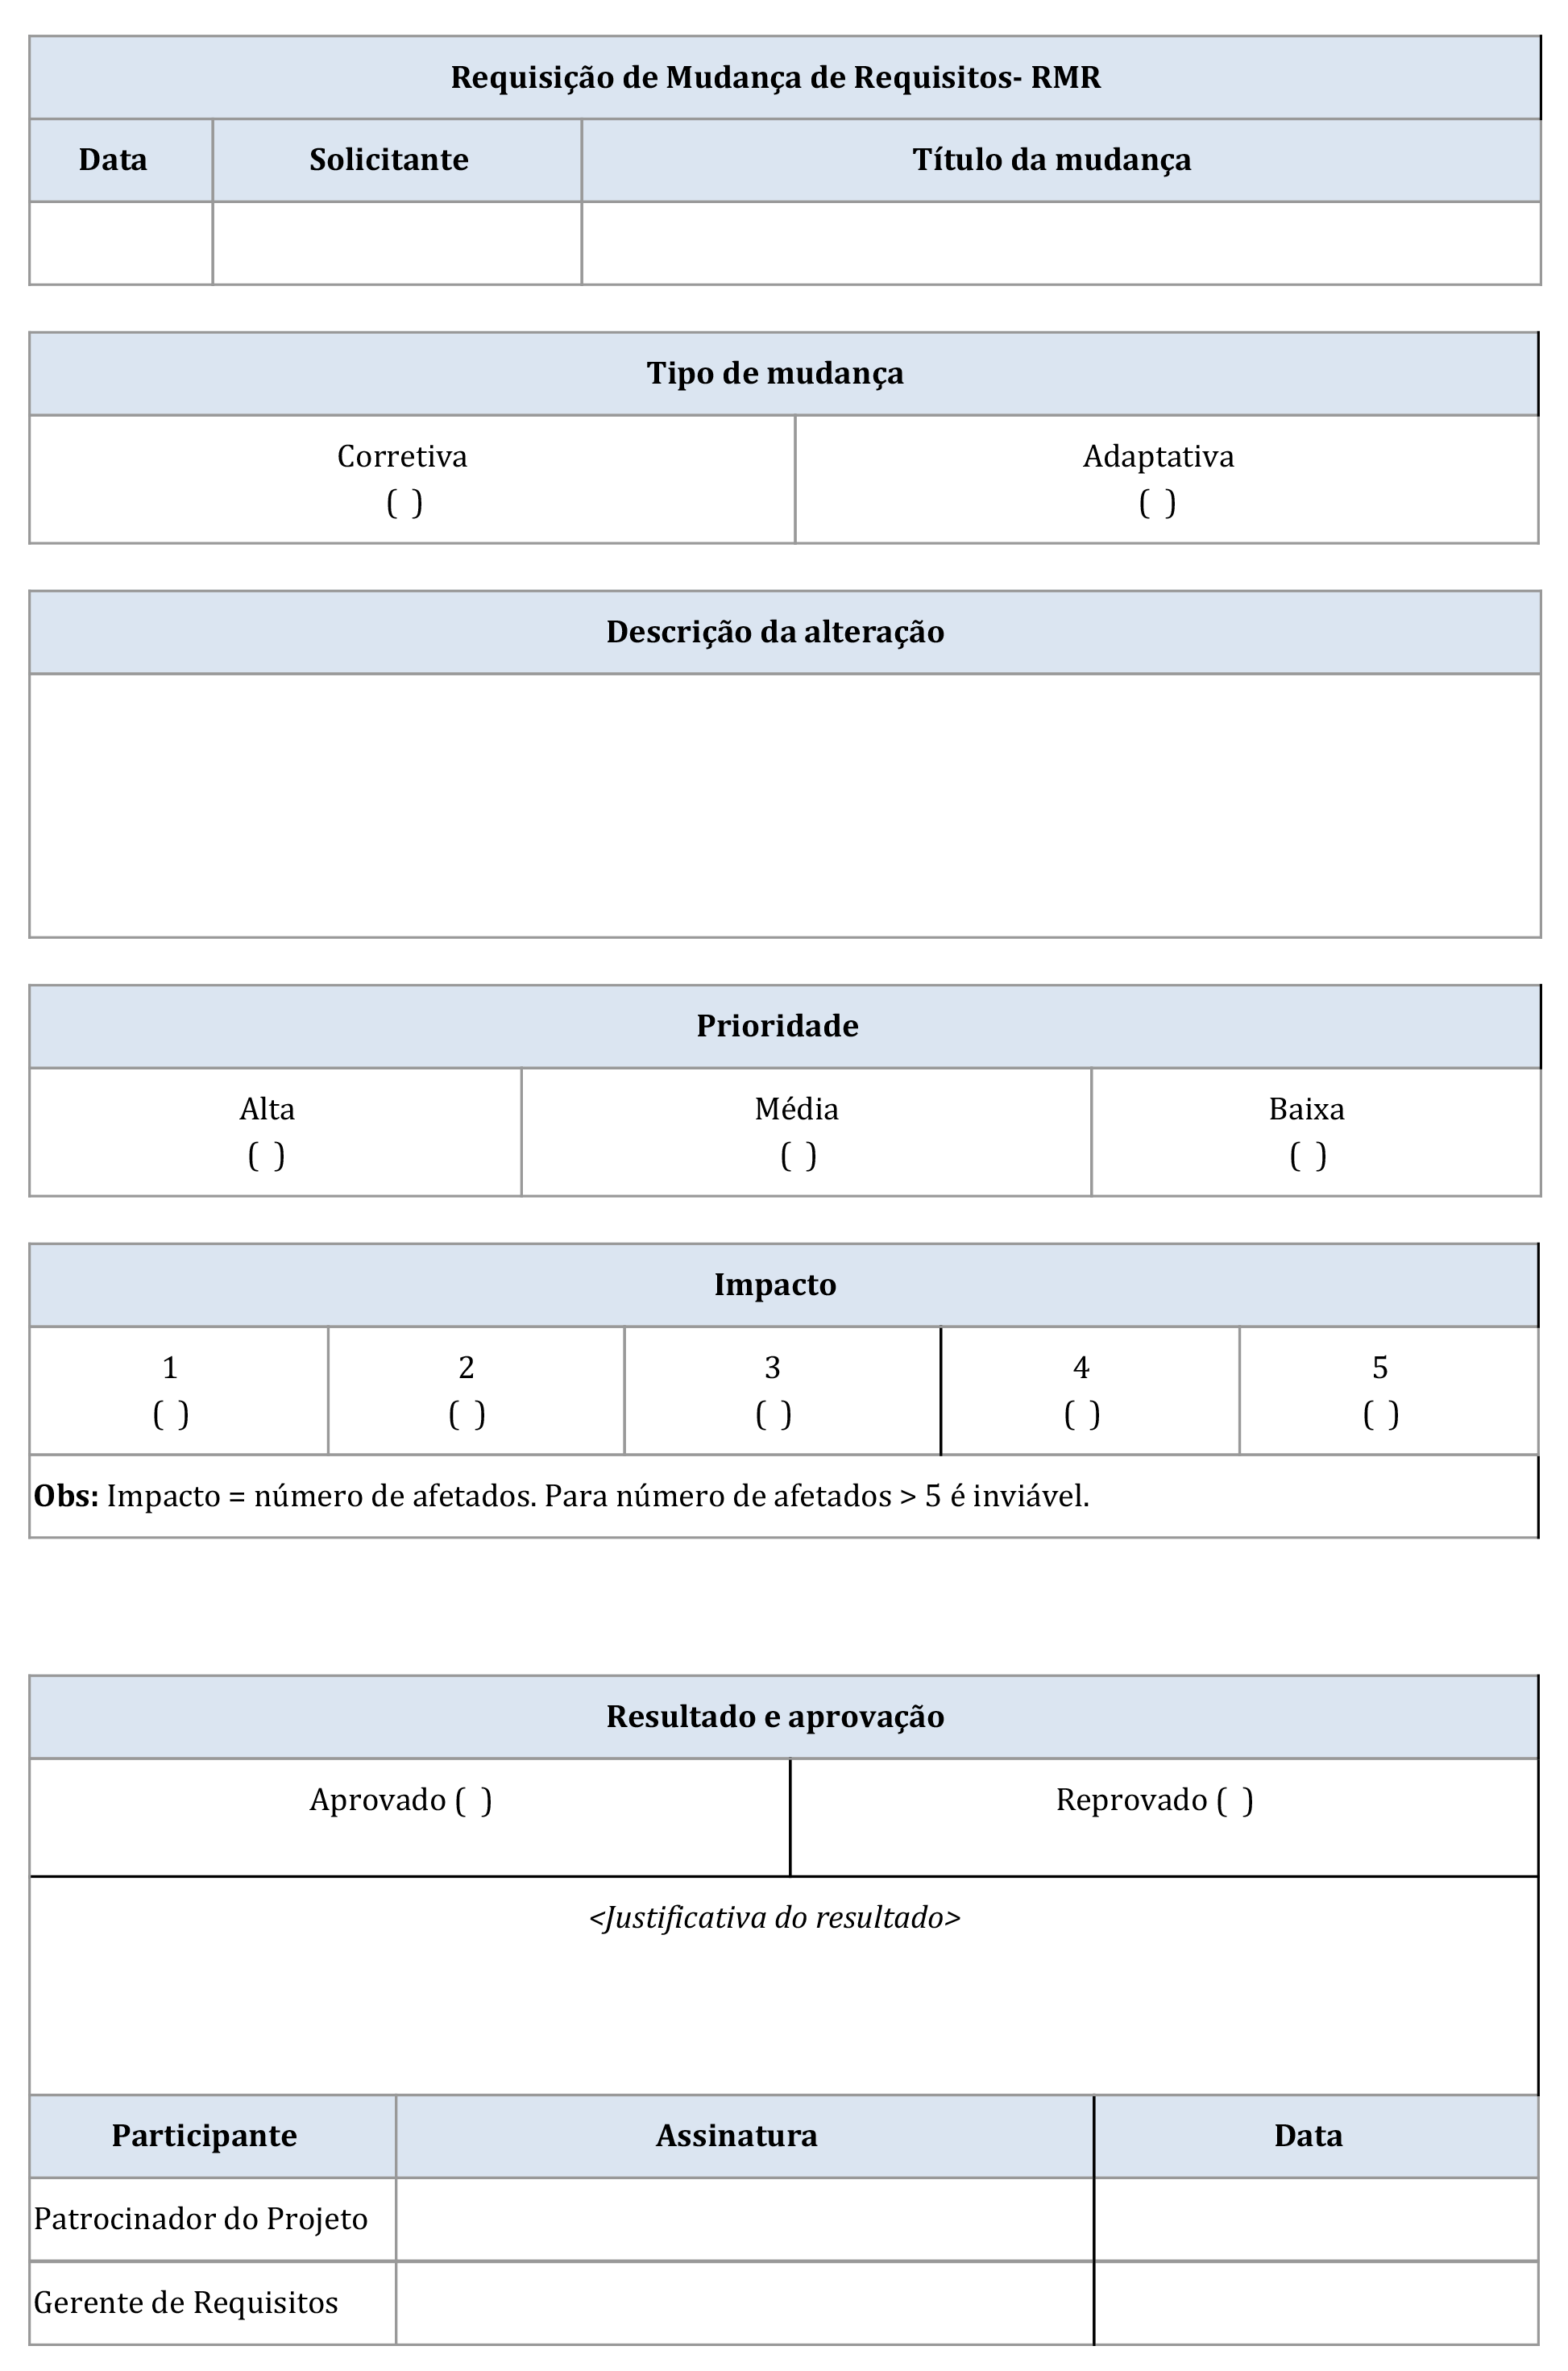 Requisição de Mudança de Requisitos- RMR
Data Solicitante Título da mudança
Tipo de mudança
Corretiva Adaptativa
( ) ( )
Descrição da alteração
Prioridade
Alta Média Baixa
( ) ( ) ( )
Impacto
1 2 3 4 5
( ) ( ) ( ) ( ) ( )
Obs: Impacto = número de afetados. Para número de afetados > 5 é inviável.
Resultado e aprovação
Aprovado ( ) Reprovado ( )
<Justificativa do resultado>
Participante Assinatura Data
Patrocinador do Projeto
Gerente de Requisitos